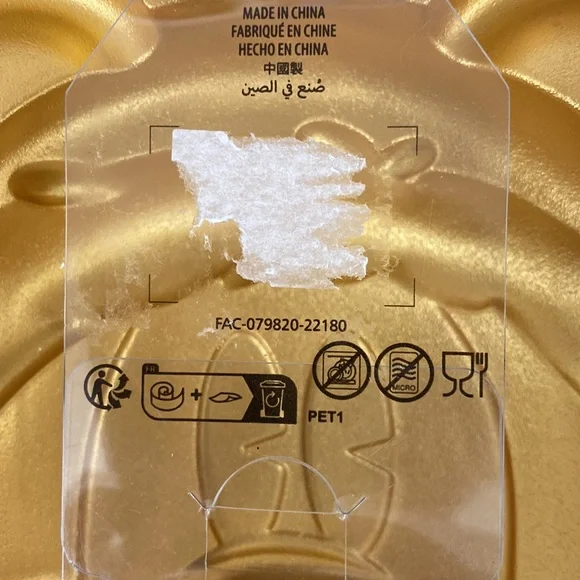 MADE IN CHINA
FABRIQUÉ EN CHINE
HECHO EN CHINA
中國製
صُنع في الصين
FAC-079820-22180
FR
MICRO
PET1